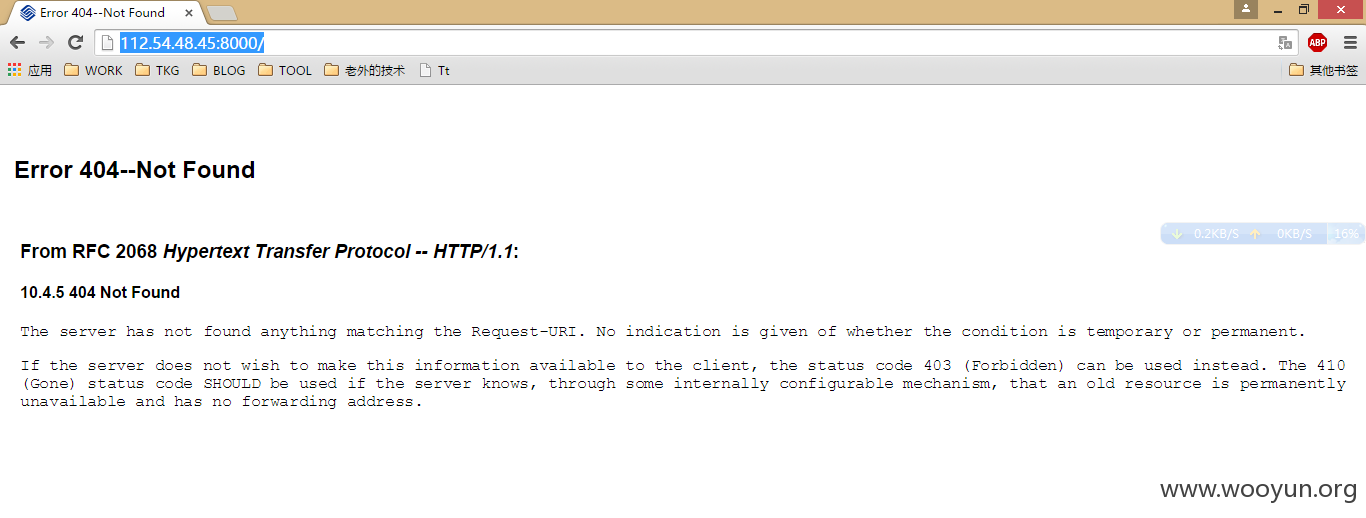 Error 404--Not Found
112.54.48.45:8000/
ABP
应用 WORK TKG BLOG TOOL 老外的技术 Tt 其他书签
Error 404--Not Found
From RFC 2068 Hypertext Transfer Protocol -- HTTP/1.1:
10.4.5 404 Not Found
The server has not found anything matching the Request-URI. No indication is given of whether the condition is temporary or permanent.
0.2KB/S 0KB/S 16%
If the server does not wish to make this information available to the client, the status code 403 (Forbidden) can be used instead. The 410
(Gone) status code SHOULD be used if the server knows, through some internally configurable mechanism, that an old resource is permanently
unavailable and has no forwarding address.
www.wooyun.org